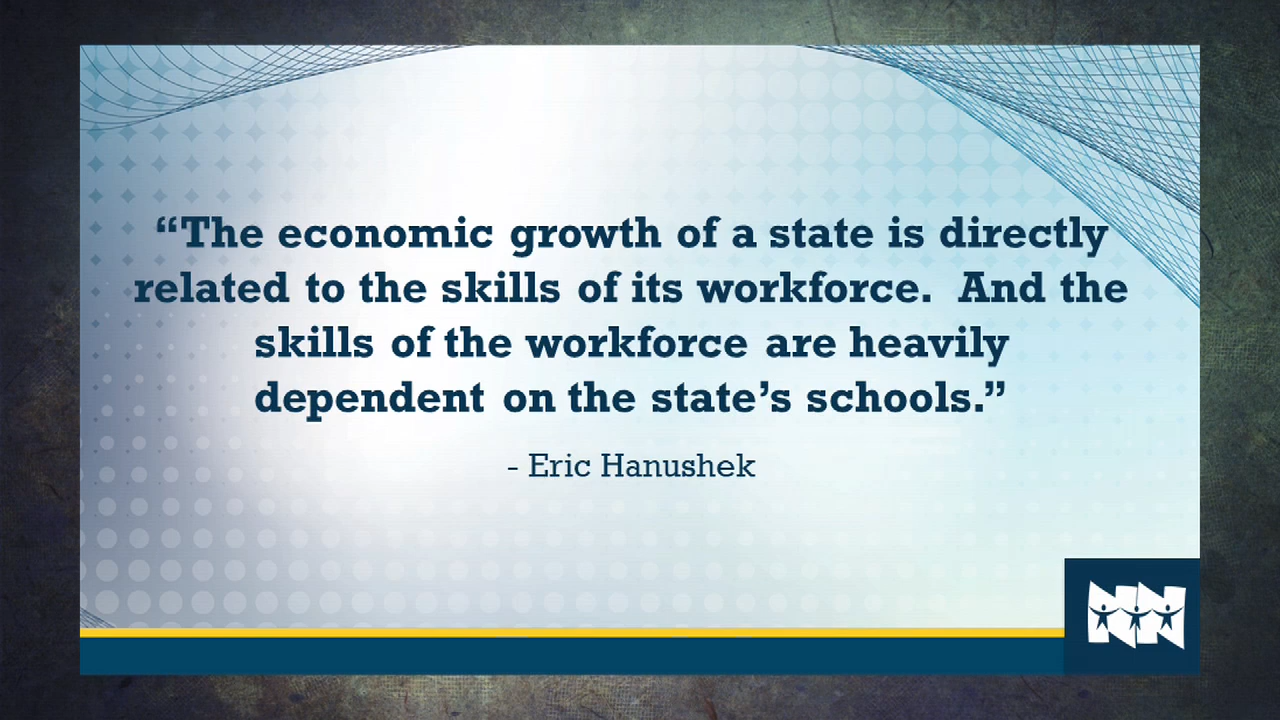 “The economic growth of a state is directly
related to the skills of its workforce.  And the
skills of the workforce are heavily
dependent on the state’s schools.”
- Eric Hanushek
NN